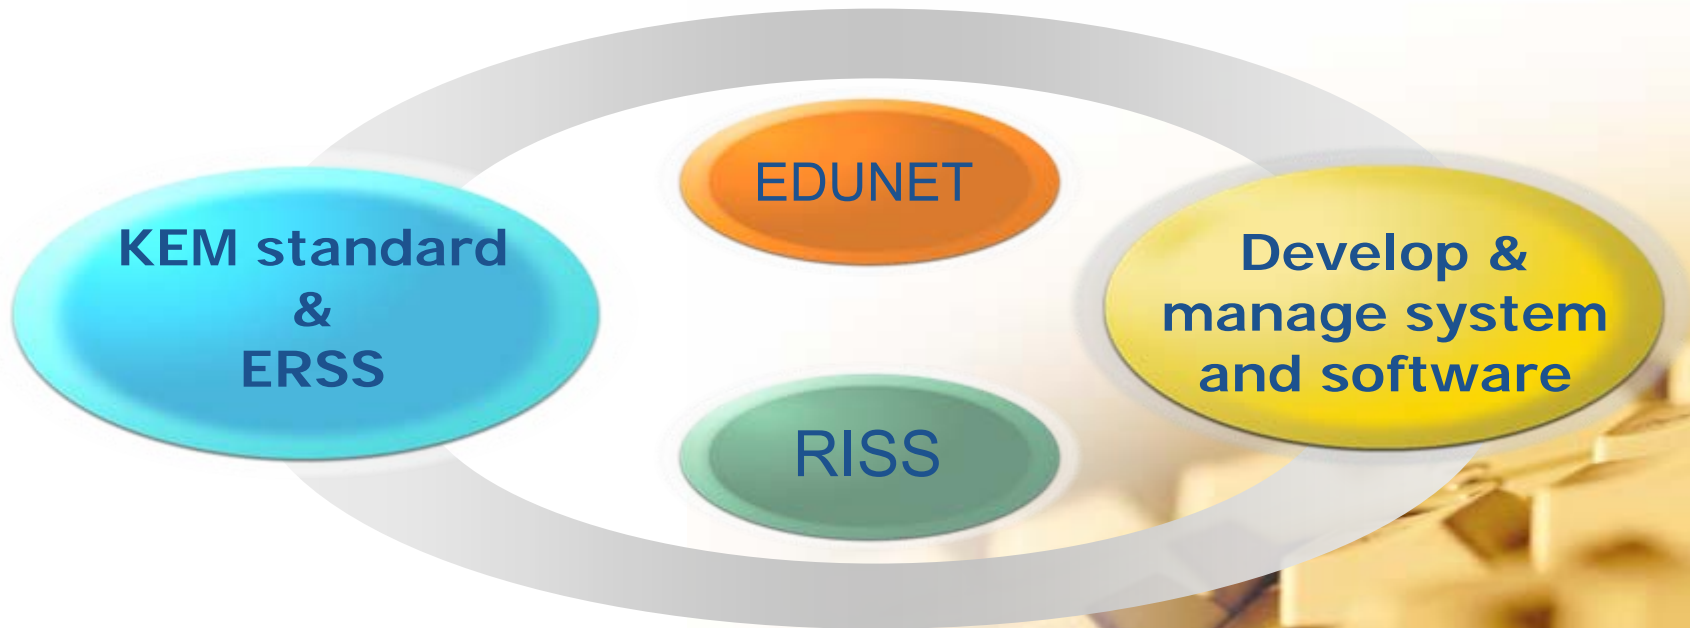 KEM standard
&
ERSS
EDUNET
RISS
Develop &
manage system
and software